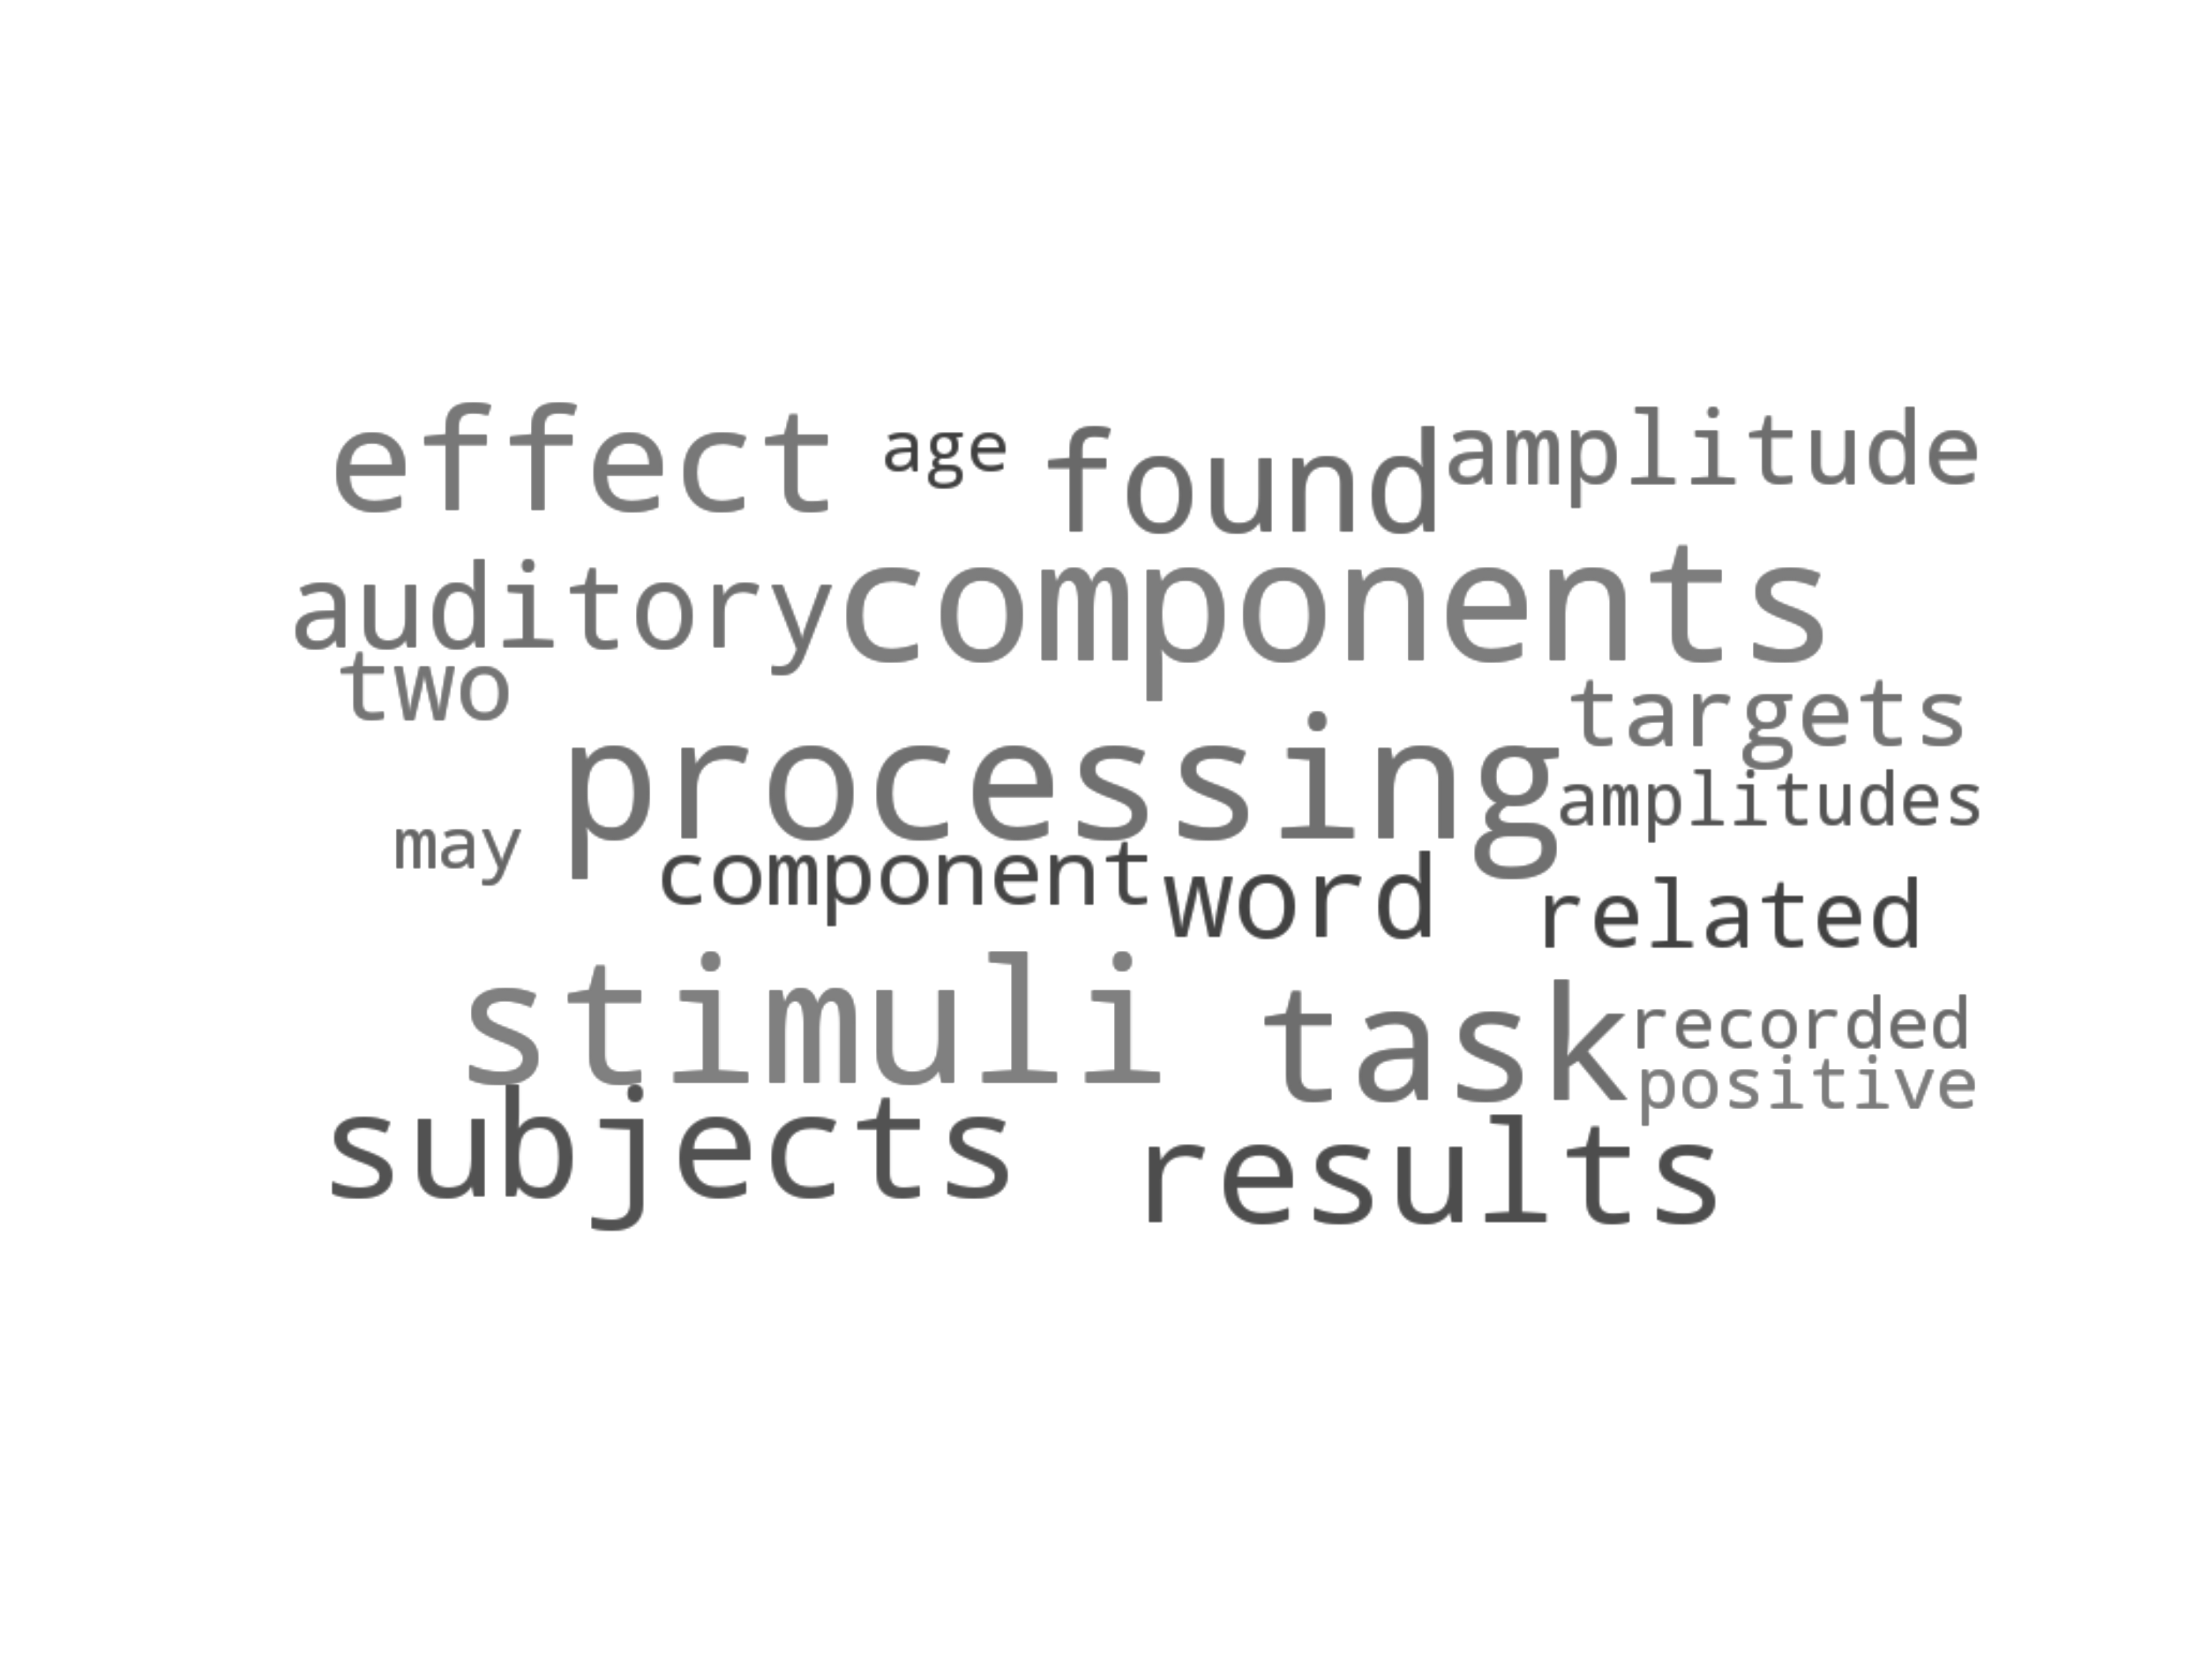 effect age found amplitude
auditory components
two targets
processing amplitudes
may component word related
stimuli task recorded
positive
subjects results